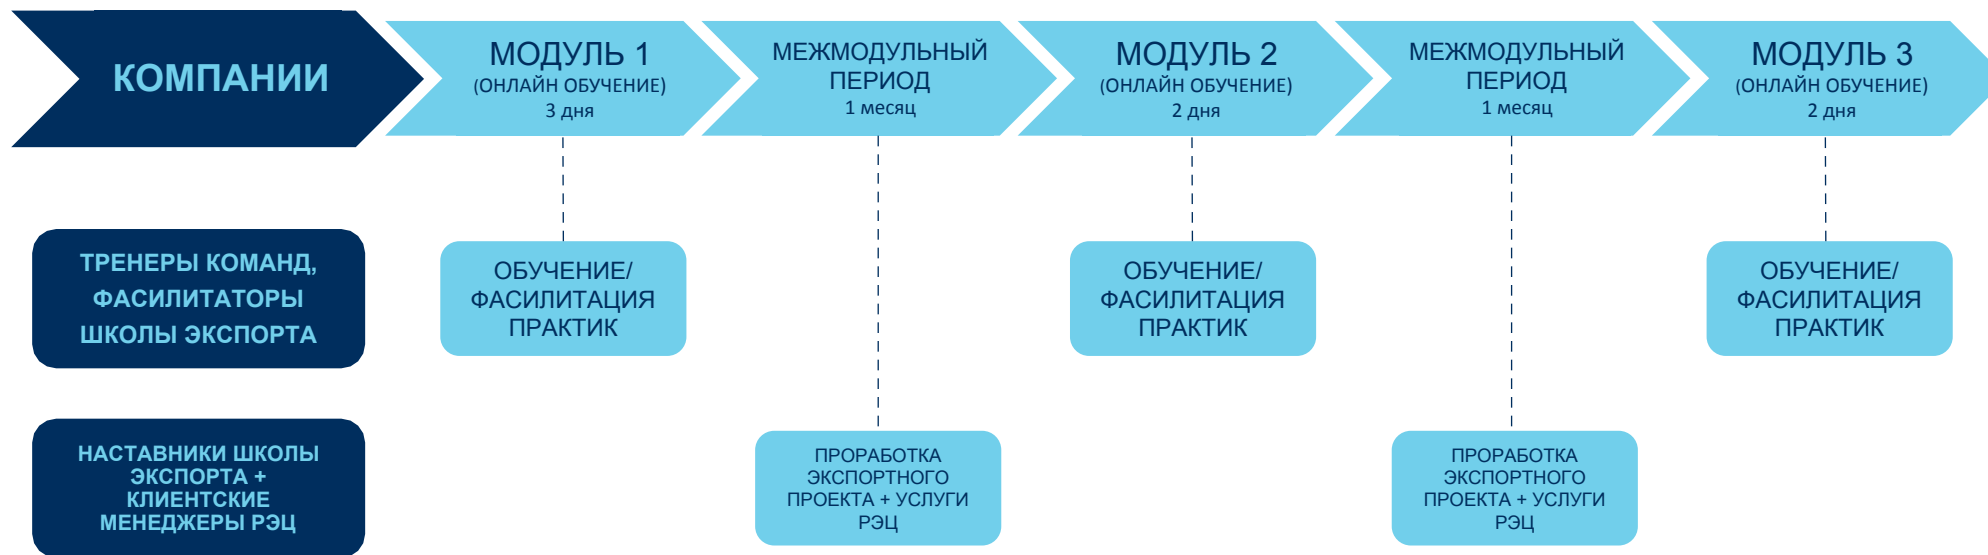 КОМПАНИИ
МОДУЛЬ 1
(ОНЛАЙН ОБУЧЕНИЕ)
3 дня
МЕЖМОДУЛЬНЫЙ
ПЕРИОД
1 месяц
МОДУЛЬ 2
(ОНЛАЙН ОБУЧЕНИЕ)
2 дня
МЕЖМОДУЛЬНЫЙ
ПЕРИОД
1 месяц
МОДУЛЬ 3
(ОНЛАЙН ОБУЧЕНИЕ)
2 дня
ТРЕНЕРЫ КОМАНД,
ФАСИЛИТАТОРЫ
ШКОЛЫ ЭКСПОРТА
ОБУЧЕНИЕ/
ФАСИЛИТАЦИЯ
ПРАКТИК
ОБУЧЕНИЕ/
ФАСИЛИТАЦИЯ
ПРАКТИК
ОБУЧЕНИЕ/
ФАСИЛИТАЦИЯ
ПРАКТИК
НАСТАВНИКИ ШКОЛЫ
ЭКСПОРТА +
КЛИЕНТСКИЕ
МЕНЕДЖЕРЫ РЭЦ
ПРОРАБОТКА
ЭКСПОРТНОГО
ПРОЕКТА + УСЛУГИ
РЭЦ
ПРОРАБОТКА
ЭКСПОРТНОГО
ПРОЕКТА + УСЛУГИ
РЭЦ